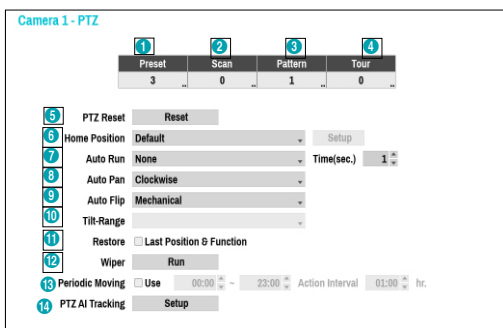 Camera 1 - PTZ
1 2 3 4
Preset Scan Pattern Tour
3 .. 0 .. 1 .. 0 ..
5 PTZ Reset Reset
6 Home Position Default Setup
7 Auto Run None Time(sec.) 1
8 Auto Pan Clockwise
9 Auto Flip Mechanical
10 Tilt-Range
11 Restore Last Position & Function
12 Wiper Run
13 Periodic Moving Use 00:00 ~ 23:00 Action Interval 01:00 hr.
14 PTZ AI Tracking Setup